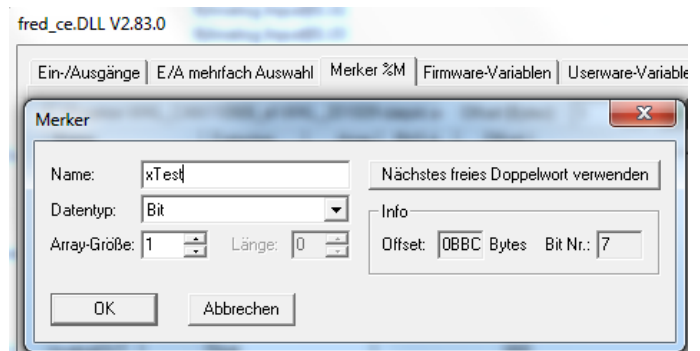 fred_ce.DLL V2.83.0
Ein-/Ausgänge E/A mehrfach Auswahl Merker %M Firmware-Variablen Userware-Variable
Merker
Name: xTest Nächstes freies Doppelwort verwenden
Datentyp: Bit Info
Array-Größe: 1 Länge: 0 Offset: 0BBC Bytes Bit Nr.: 7
OK Abbrechen